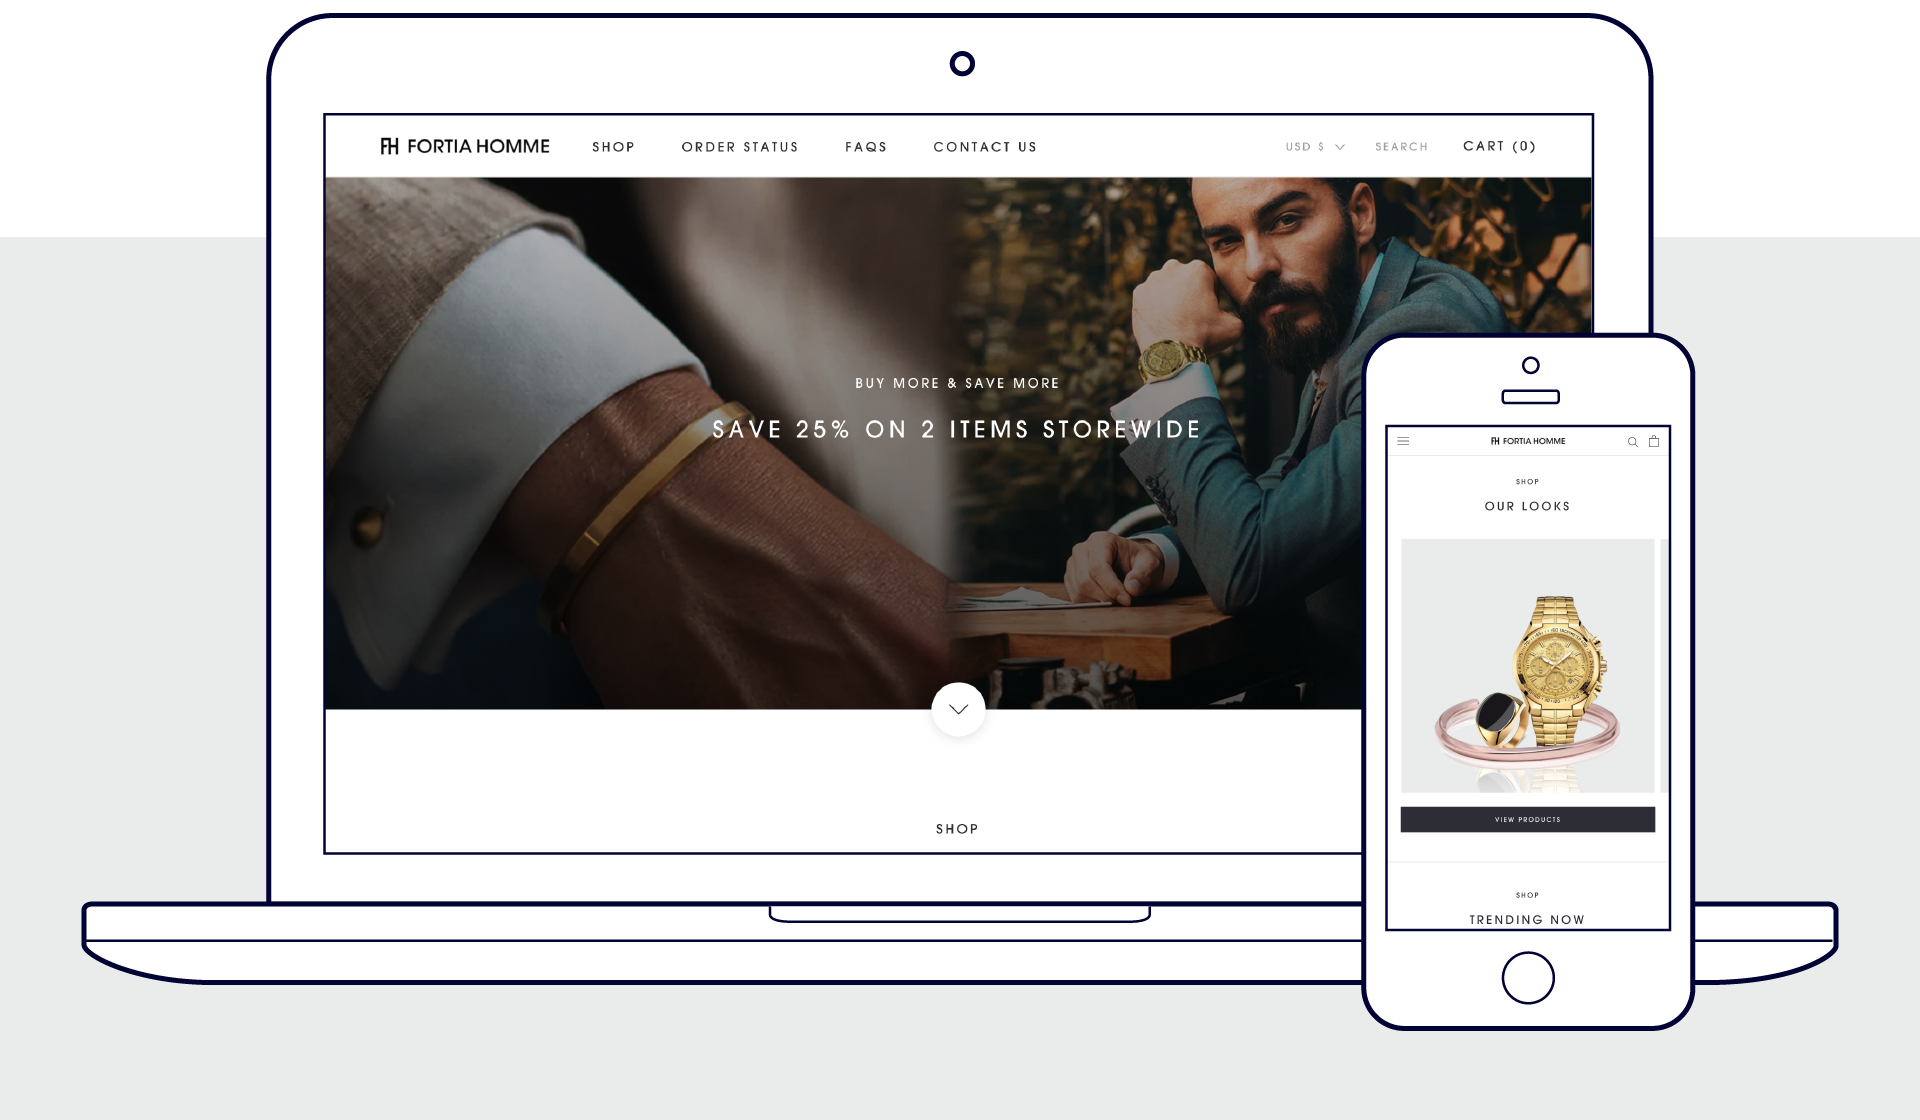 FH FORTIA HOMME SHOP ORDER STATUS FAQS CONTACT US USD $ SEARCH CART (0)
BUY MORE & SAVE MORE
SAVE 25% ON 2 ITEMS STOREWIDE
SHOP
FH FORTIA HOMME
SHOP
OUR LOOKS
VIEW PRODUCTS
SHOP
TRENDING NOW